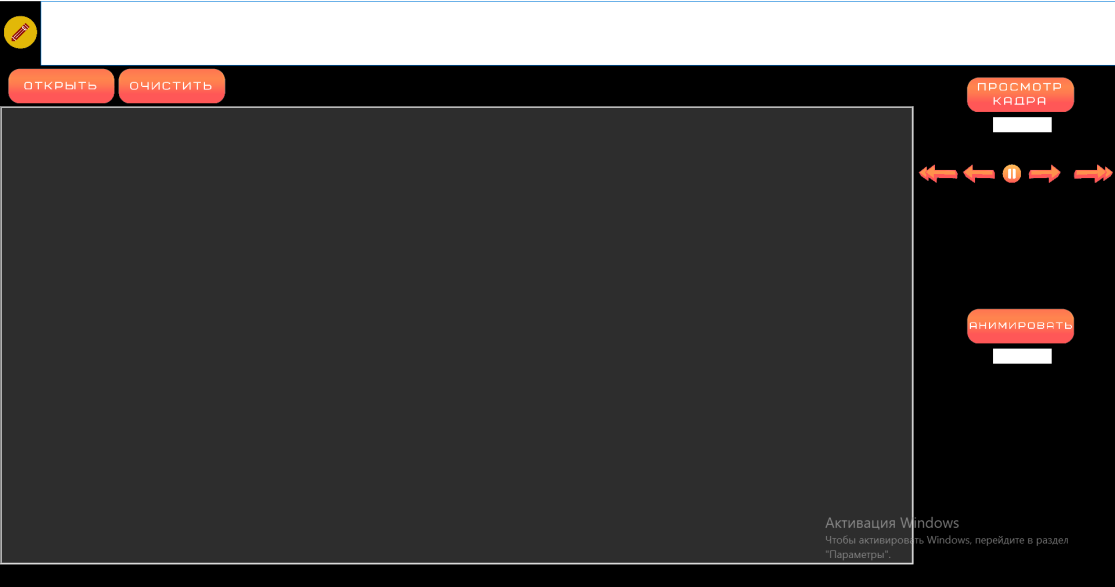 ОТКРЫТЬ ОЧИСТИТЬ
ПРОСМОТР
КАДРА
АНИМИРОВАТЬ
Активация Windows
Чтобы активировать Windows, перейдите в раздел
"Параметры".